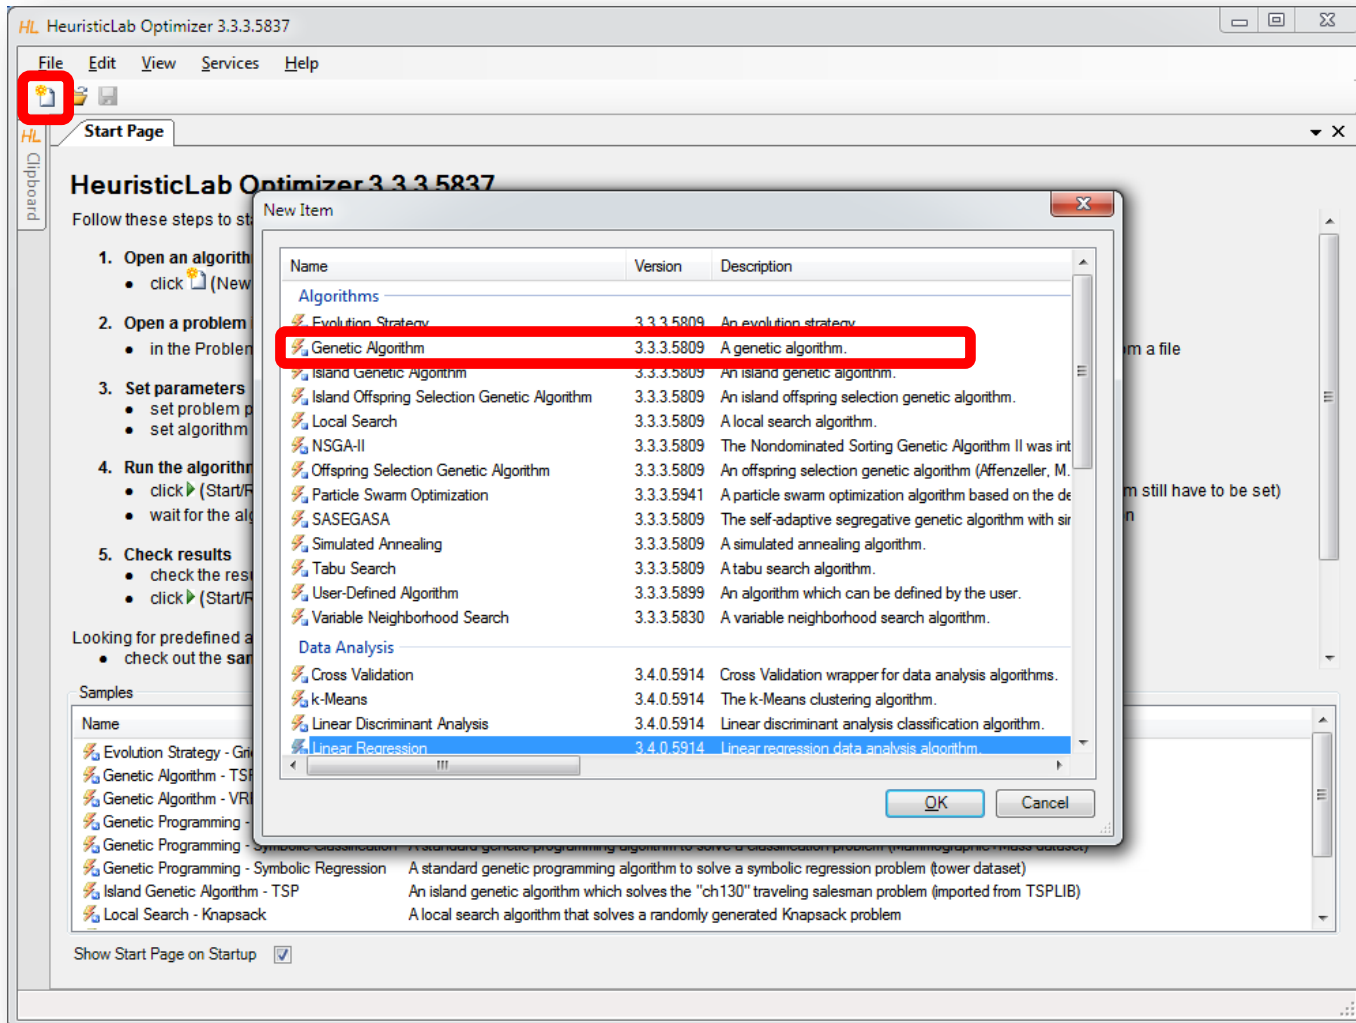 HL HeuristicLab Optimizer 3.3.3.5837
File Edit View Services Help
HL Clipboard
Start Page
HeuristicLab Optimizer 3.3.3.5837
Follow these steps to st
1. Open an algorith
• click (New
2. Open a problem
• in the Problem
m a file
3. Set parameters
• set problem p
• set algorithm
4. Run the algorithm
• click (Start/R
m still have to be set)
• wait for the alg
n
5. Check results
• check the resu
• click (Start/R
Looking for predefined a
• check out the sam
New Item
Name Version Description
Algorithms
Evolution Strategy 3.3.3.5809 An evolution strategy.
Genetic Algorithm 3.3.3.5809 A genetic algorithm.
Island Genetic Algorithm 3.3.3.5809 An island genetic algorithm.
Island Offspring Selection Genetic Algorithm 3.3.3.5809 An island offspring selection genetic algorithm.
Local Search 3.3.3.5809 A local search algorithm.
NSGA-II 3.3.3.5809 The Nondominated Sorting Genetic Algorithm II was int
Offspring Selection Genetic Algorithm 3.3.3.5809 An offspring selection genetic algorithm (Affenzeller, M.
Particle Swarm Optimization 3.3.3.5941 A particle swarm optimization algorithm based on the de
SASEGASA 3.3.3.5809 The self-adaptive segregative genetic algorithm with sir
Simulated Annealing 3.3.3.5809 A simulated annealing algorithm.
Tabu Search 3.3.3.5809 A tabu search algorithm.
User-Defined Algorithm 3.3.3.5899 An algorithm which can be defined by the user.
Variable Neighborhood Search 3.3.3.5830 A variable neighborhood search algorithm.
Data Analysis
Cross Validation 3.4.0.5914 Cross Validation wrapper for data analysis algorithms.
k-Means 3.4.0.5914 The k-Means clustering algorithm.
Linear Discriminant Analysis 3.4.0.5914 Linear discriminant analysis classification algorithm.
Linear Regression 3.4.0.5914 Linear regression data analysis algorithm.
OK Cancel
Samples
Name
Evolution Strategy - Grie
Genetic Algorithm - TSP
Genetic Algorithm - VRP
Genetic Programming -
Genetic Programming - Symbolic Classification A standard genetic programming algorithm to solve a classification problem (Mammographic Mass dataset)
Genetic Programming - Symbolic Regression A standard genetic programming algorithm to solve a symbolic regression problem (tower dataset)
Island Genetic Algorithm - TSP An island genetic algorithm which solves the "ch130" traveling salesman problem (imported from TSPLIB)
Local Search - Knapsack A local search algorithm that solves a randomly generated Knapsack problem
Show Start Page on Startup